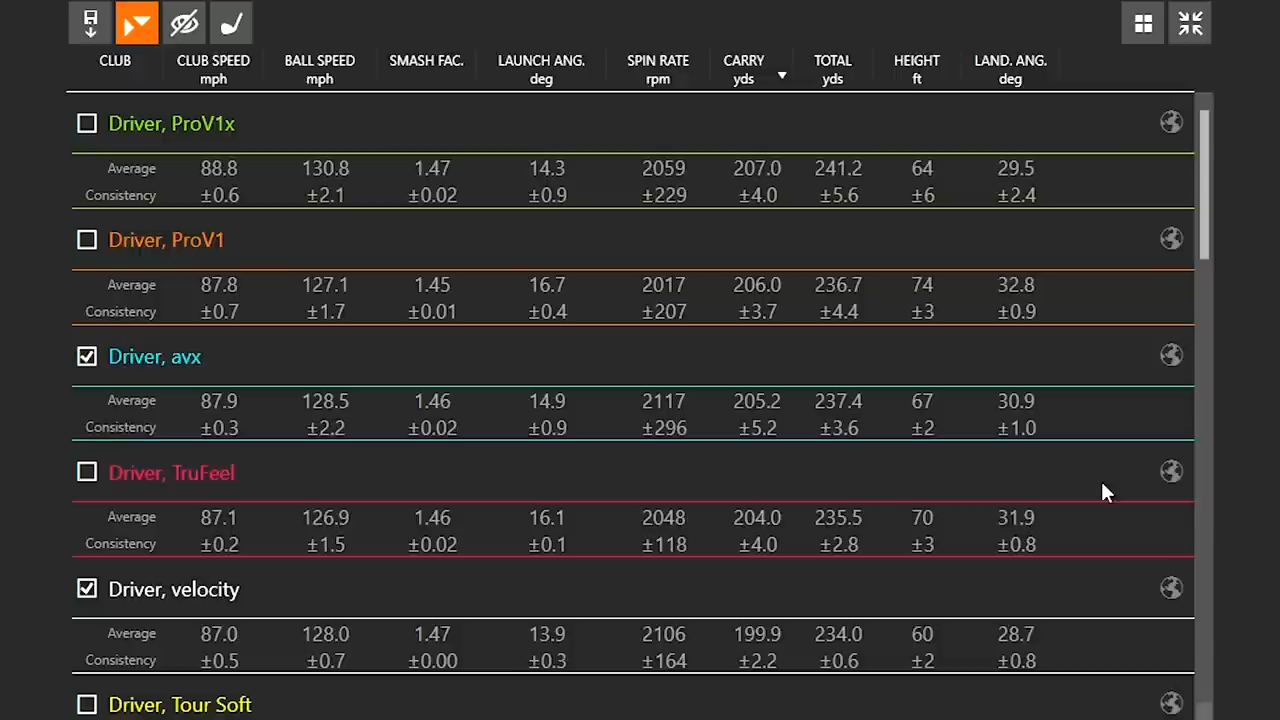 CLUB CLUB SPEED BALL SPEED SMASH FAC. LAUNCH ANG. SPIN RATE CARRY TOTAL HEIGHT LAND. ANG.
mph mph deg rpm yds yds ft deg
Driver, ProV1x
Average 88.8 130.8 1.47 14.3 2059 207.0 241.2 64 29.5
Consistency ±0.6 ±2.1 ±0.02 ±0.9 ±229 ±4.0 ±5.6 ±6 ±2.4
Driver, ProV1
Average 87.8 127.1 1.45 16.7 2017 206.0 236.7 74 32.8
Consistency ±0.7 ±1.7 ±0.01 ±0.4 ±207 ±3.7 ±4.4 ±3 ±0.9
Driver, avx
Average 87.9 128.5 1.46 14.9 2117 205.2 237.4 67 30.9
Consistency ±0.3 ±2.2 ±0.02 ±0.9 ±296 ±5.2 ±3.6 ±2 ±1.0
Driver, TruFeel
Average 87.1 126.9 1.46 16.1 2048 204.0 235.5 70 31.9
Consistency ±0.2 ±1.5 ±0.02 ±0.1 ±118 ±4.0 ±2.8 ±3 ±0.8
Driver, velocity
Average 87.0 128.0 1.47 13.9 2106 199.9 234.0 60 28.7
Consistency ±0.5 ±0.7 ±0.00 ±0.3 ±164 ±2.2 ±0.6 ±2 ±0.8
Driver, Tour Soft